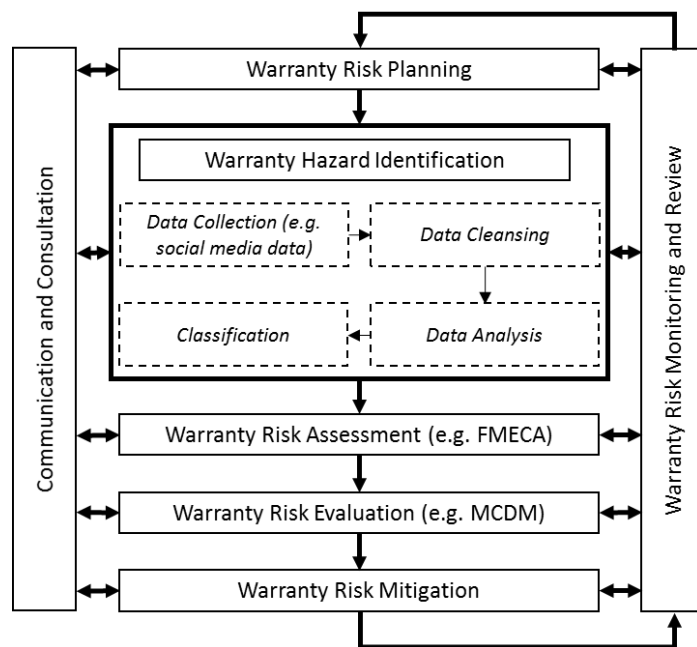 Communication and Consultation
Warranty Risk Planning
Warranty Hazard Identification
Data Collection (e.g.
social media data)
Data Cleansing
Classification
Data Analysis
Warranty Risk Assessment (e.g. FMECA)
Warranty Risk Evaluation (e.g. MCDM)
Warranty Risk Mitigation
Warranty Risk Monitoring and Review